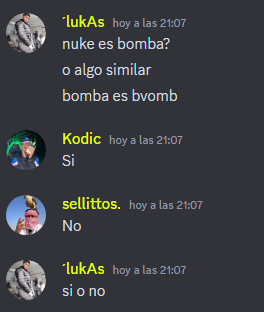 ´lukAs hoy a las 21:07
nuke es bomba?
o algo similar
bomba es bvomb
Kodic hoy a las 21:07
Si
sellittos. hoy a las 21:07
No
´lukAs hoy a las 21:07
si o no